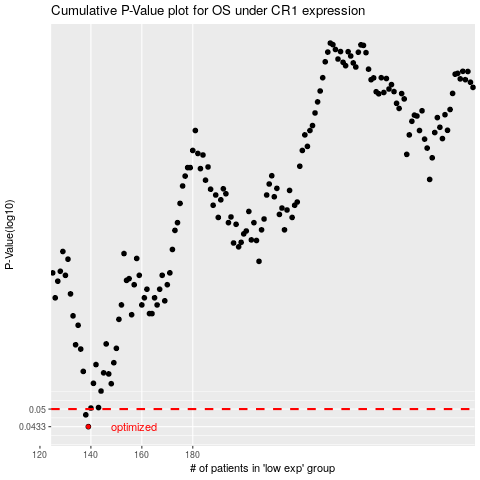 Cumulative P-Value plot for OS under CR1 expression
P-Value(log10)
0.05
0.0433
optimized
120 140 160 180
# of patients in 'low exp' group